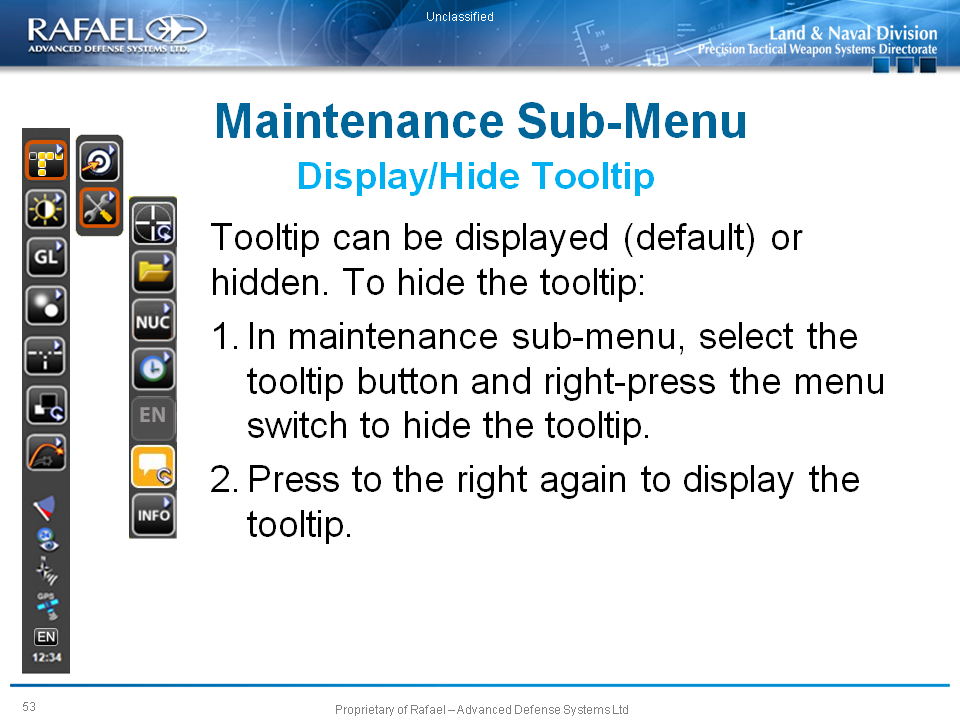 Unclassified
RAFAEL
ADVANCED DEFENSE SYSTEMS LTD.
Land & Naval Division
Precision Tactical Weapon Systems Directorate
Maintenance Sub-Menu
Display/Hide Tooltip
Tooltip can be displayed (default) or
hidden. To hide the tooltip:
1. In maintenance sub-menu, select the
tooltip button and right-press the menu
switch to hide the tooltip.
2. Press to the right again to display the
tooltip.
GL
GPS
EN
12:34
NUC
EN
INFO
53
Proprietary of Rafael – Advanced Defense Systems Ltd